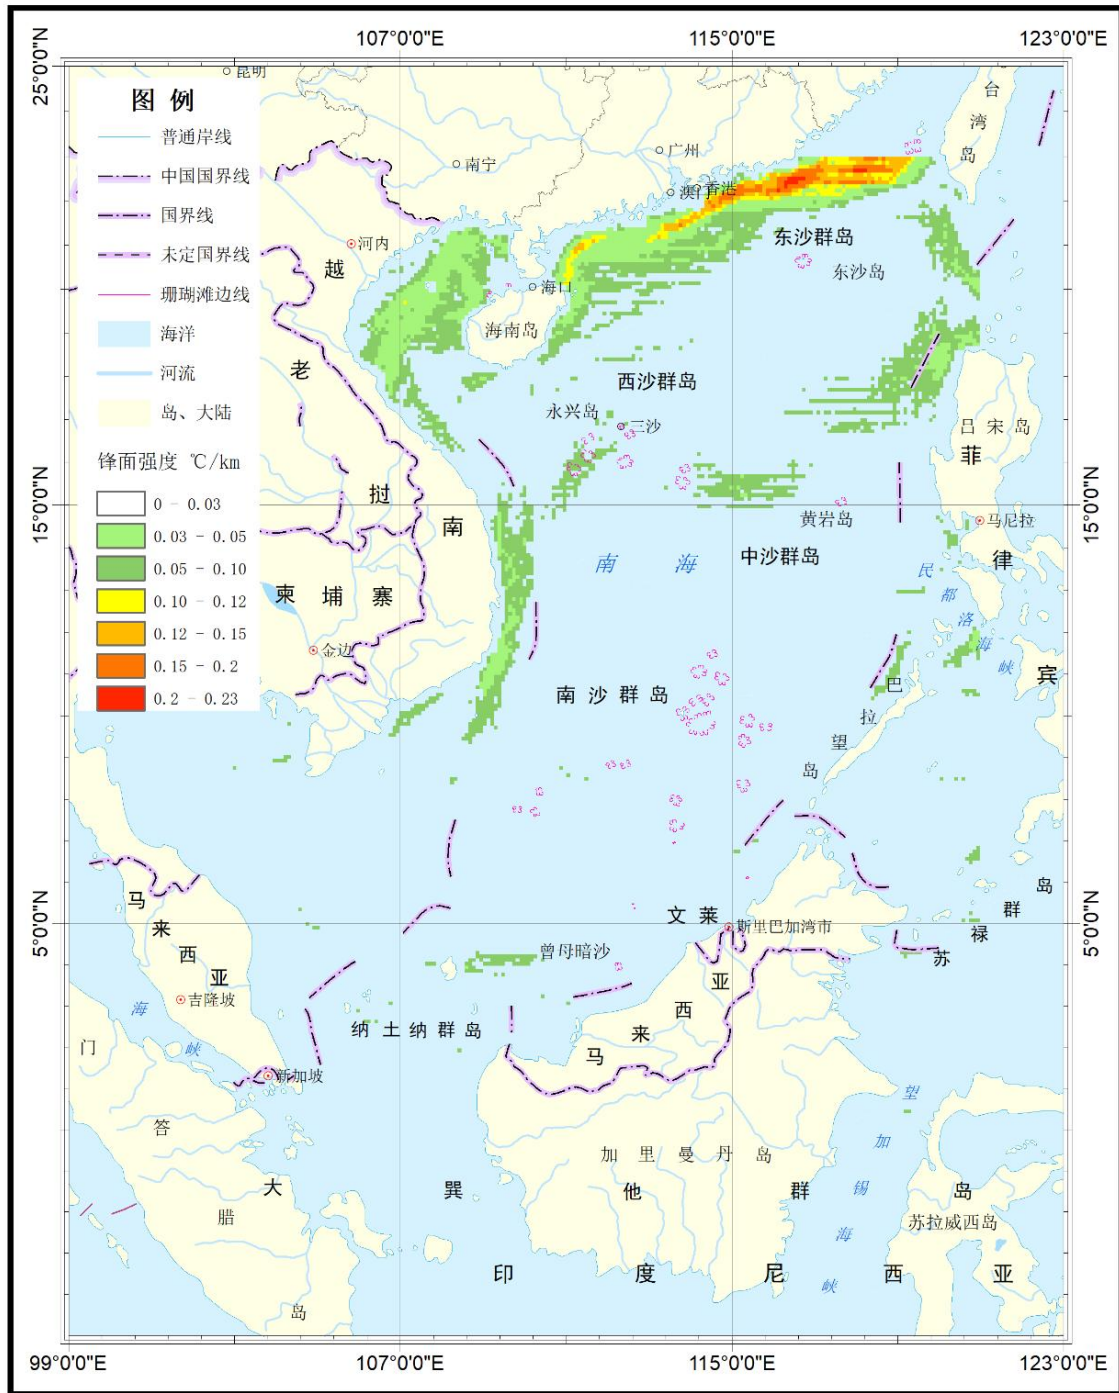 107°0'0"E
115°0'0"E
123°0'0"E
25°0'0"N
15°0'0"N
5°0'0"N
图 例
普通岸线
中国国界线
国界线
未定国界线
珊瑚滩边线
海洋
河流
岛、大陆
锋面强度 ℃/km
0 - 0.03
0.03 - 0.05
0.05 - 0.10
0.10 - 0.12
0.12 - 0.15
0.15 - 0.2
0.2 - 0.23
昆明
南宁
广州
澳门
香港
台湾岛
河内
越南
海口
海南岛
东沙群岛
东沙岛
老挝
西沙群岛
永兴岛
三沙
吕宋岛
菲律宾
黄岩岛
马尼拉
中沙群岛
南海
民都洛海峡
柬埔寨
金边
南沙群岛
巴拉望岛
15°0'0"N
5°0'0"N
马来西亚
文莱
斯里巴加湾市
苏禄群岛
曾母暗沙
吉隆坡
海峡
纳土纳群岛
马来西亚
新加坡
门答腊岛
加里曼丹岛
望加锡海峡
大巽他群岛
苏拉威西岛
印度尼西亚
99°0'0"E
107°0'0"E
115°0'0"E
123°0'0"E